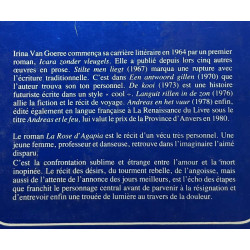 Irina Van Goeree commença sa carrière littéraire en 1964 par un premier
roman, Icara zonder vleugels. Elle a publié depuis lors cinq autres
œuvres en prose. Stilte men liegt (1967) marque une rupture avec
l'écriture traditionnelle. C'est dans Een antwoord gillen (1970) que
l'auteur trouva son ton personnel. De kooi (1973) est une histoire
futuriste écrite dans un style - cool -. Languit rillen in de zon (1976)
allie la fiction et le récit de voyage. Andreas en het vuur (1978) enfin,
édité également en langue française à La Renaissance du Livre sous le
titre Andreas et le feu, lui valut le prix de la Province d'Anvers en 1980.
Le roman La Rose d'Agapia est le récit d'un vécu très personnel. Une
jeune femme, professeur et danseuse, retrouve dans l'imaginaire l'aimé
disparu.
C'est la confrontation sublime et étrange entre l'amour et la mort
inopinée. Le récit des désirs, du tourment rebelle, de l'angoisse, mais
aussi de l'attente de l'annonce des jours meilleurs, est l'écho des étapes
que franchit le personnage central avant de parvenir à la résignation et
d'entrevoir enfin une trouée de lumière au travers de la douleur.